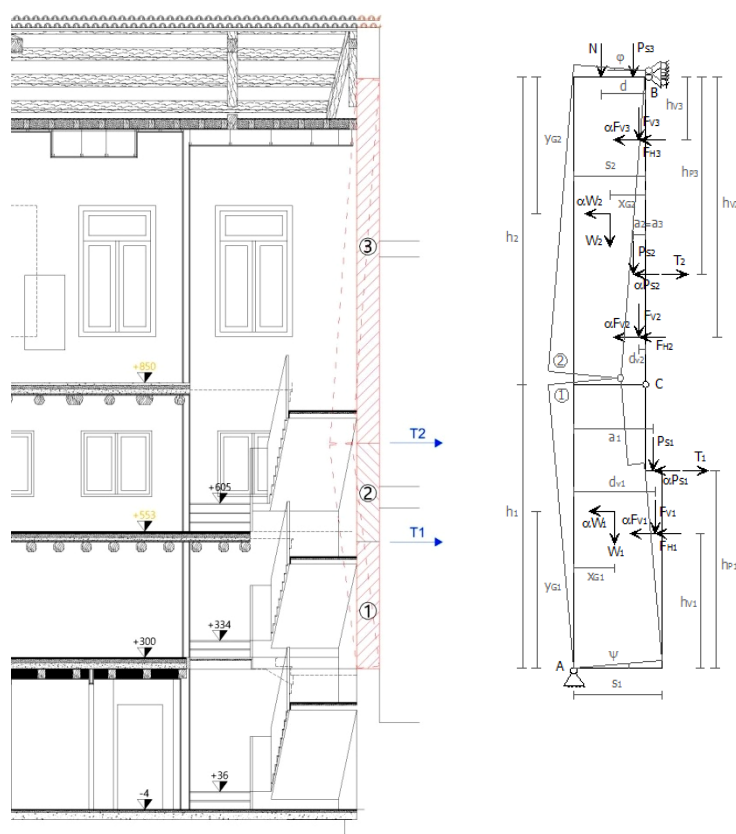 ③
+850
T2
②
+605
+553
T1
①
+334
+300
+36
-4
N
PS3
φ
d
B
hV3
FV3
αFV3
FH3
yG2
s2
hP3
xG2
αW2
a2=a3
hV2
W2
PS2
T2
h2
αPS2
FV2
αFV2
FH2
dV2
②
C
①
a1
PS1
T1
dV1
αPS1
h1
FV1
αW1
αFV1
W1
FH1
hP1
yG1
xG1
hV1
A
ψ
s1